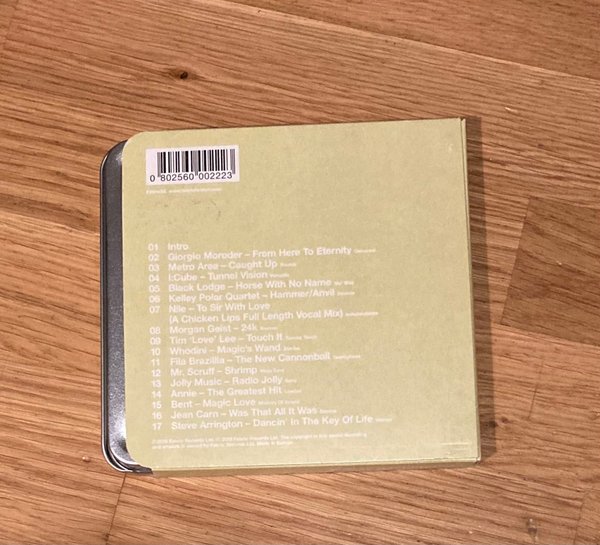 0 802560 002223
01 Intro
02 Giorgio Moroder – From Here To Eternity
03 Metro Area – Caught Up
04 I:Cube – Tunnel Vision
05 Black Lodge – Horse With No Name
06 Kelley Polar Quartet – Hammer/Anvil
07 Nile – To Sir With Love
(A Chicken Lips Full Length Vocal Mix)
08 Morgan Geist – 24k
09 Tim 'Love' Lee – Touch It
10 Whodini – Magic's Wand
11 Fila Brazillia – The New Cannonball
12 Mr. Scruff – Shrimp
13 Jolly Music – Radio Jolly
14 Annie – The Greatest Hit
15 Bent – Magic Love
16 Jean Carn – Was That All It Was
17 Steve Arrington – Dancin' In The Key Of Life